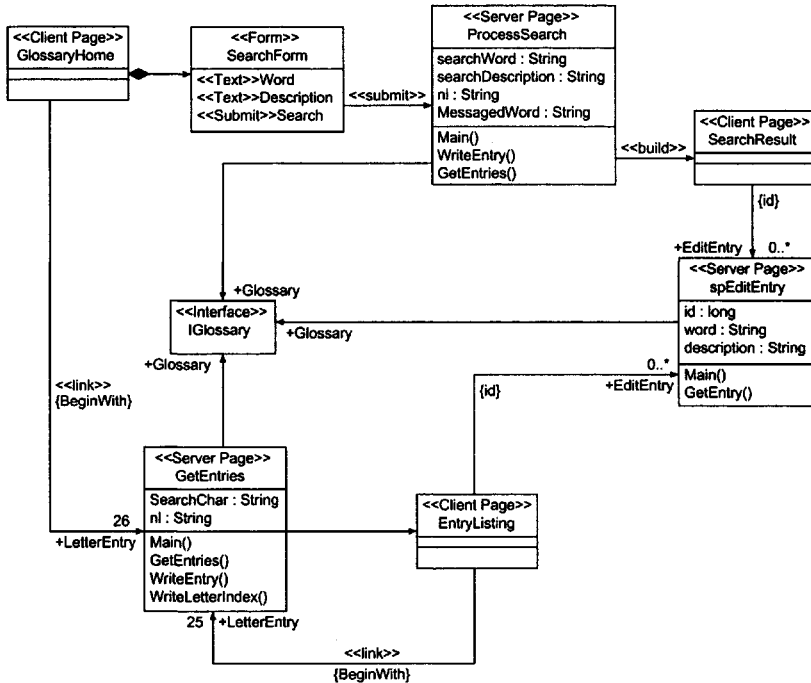 <<Client Page>>
GlossaryHome
<<Form>>
SearchForm
<<Text>>Word
<<Text>>Description
<<Submit>>Search
<<submit>>
<<Server Page>>
ProcessSearch
searchWord : String
searchDescription : String
nl : String
MessagedWord : String
Main()
WriteEntry()
GetEntries()
<<build>>
<<Client Page>>
SearchResult
{id}
+EditEntry 0..*
<<Server Page>>
spEditEntry
id : long
word : String
description : String
Main()
GetEntry()
+Glossary
<<Interface>>
IGlossary
+Glossary
+Glossary
<<link>>
{BeginWith}
{id}
0..*
+EditEntry
<<Server Page>>
GetEntries
SearchChar : String
nl : String
Main()
GetEntries()
WriteEntry()
WriteLetterIndex()
26
+LetterEntry
<<Client Page>>
EntryListing
25 +LetterEntry
<<link>>
{BeginWith}